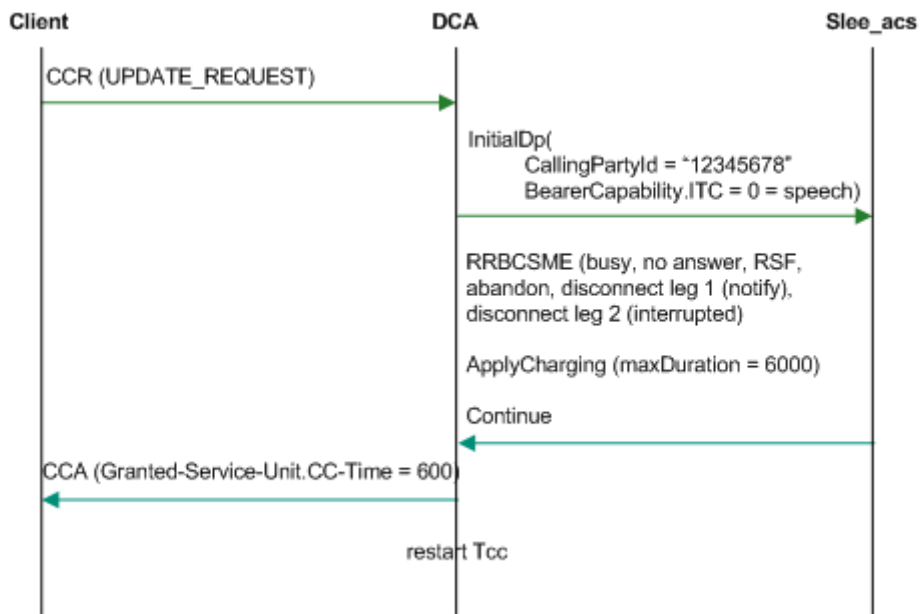 Client
DCA
Slee_acs
CCR (UPDATE_REQUEST)
InitialDp(
CallingPartyId = “12345678”
BearerCapability.ITC = 0 = speech)
RRBCSME (busy, no answer, RSF,
abandon, disconnect leg 1 (notify),
disconnect leg 2 (interrupted)
ApplyCharging (maxDuration = 6000)
Continue
CCA (Granted-Service-Unit.CC-Time = 600)
restart Tcc